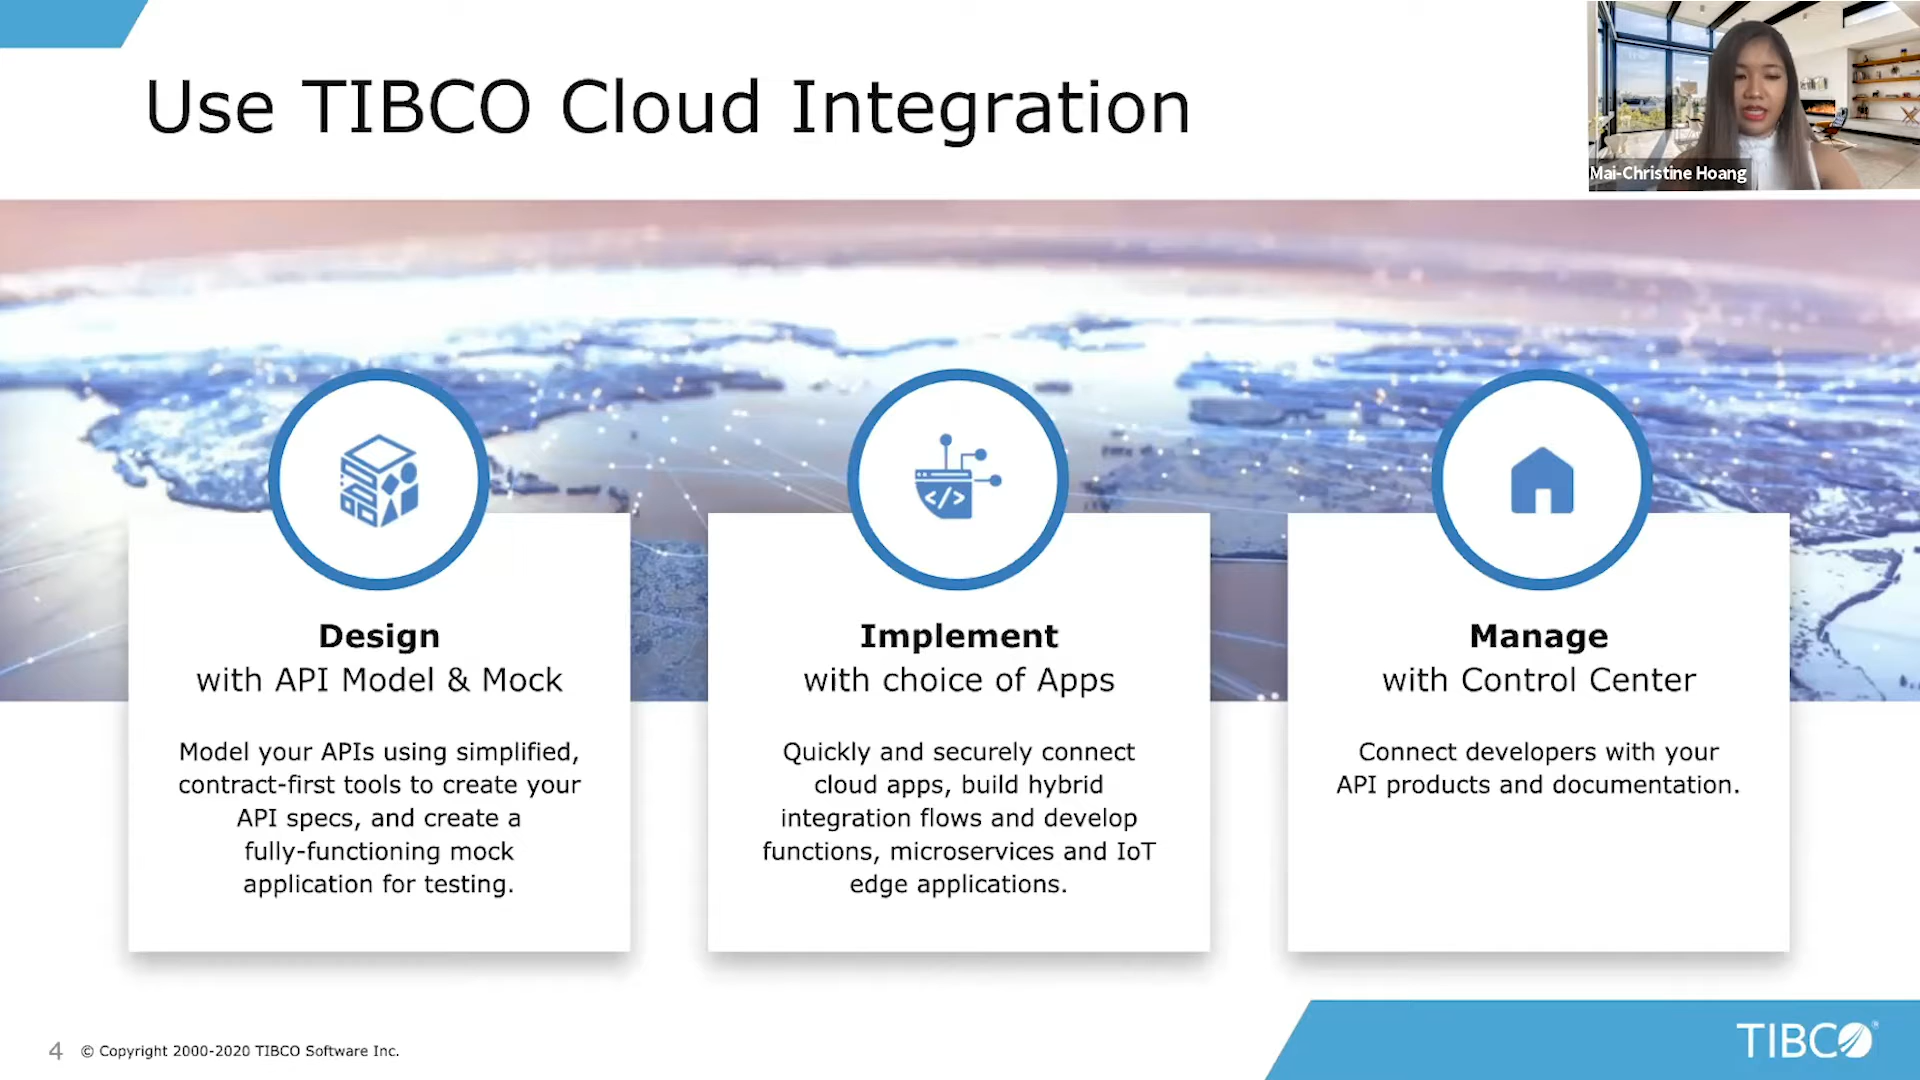 Use TIBCO Cloud Integration
Mai-Christine Hoang
</>
Design
with API Model & Mock
Model your APIs using simplified,
contract-first tools to create your
API specs, and create a
fully-functioning mock
application for testing.
Implement
with choice of Apps
Quickly and securely connect
cloud apps, build hybrid
integration flows and develop
functions, microservices and IoT
edge applications.
Manage
with Control Center
Connect developers with your
API products and documentation.
4 © Copyright 2000-2020 TIBCO Software Inc.
TIBCO®